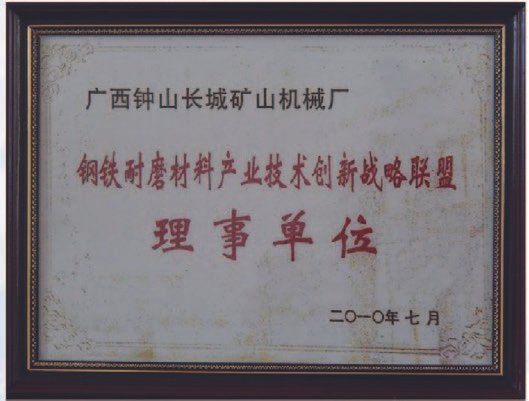 广西钟山长城矿山机械厂
钢铁耐磨材料产业技术创新战略联盟
理事单位
二〇一〇年七月